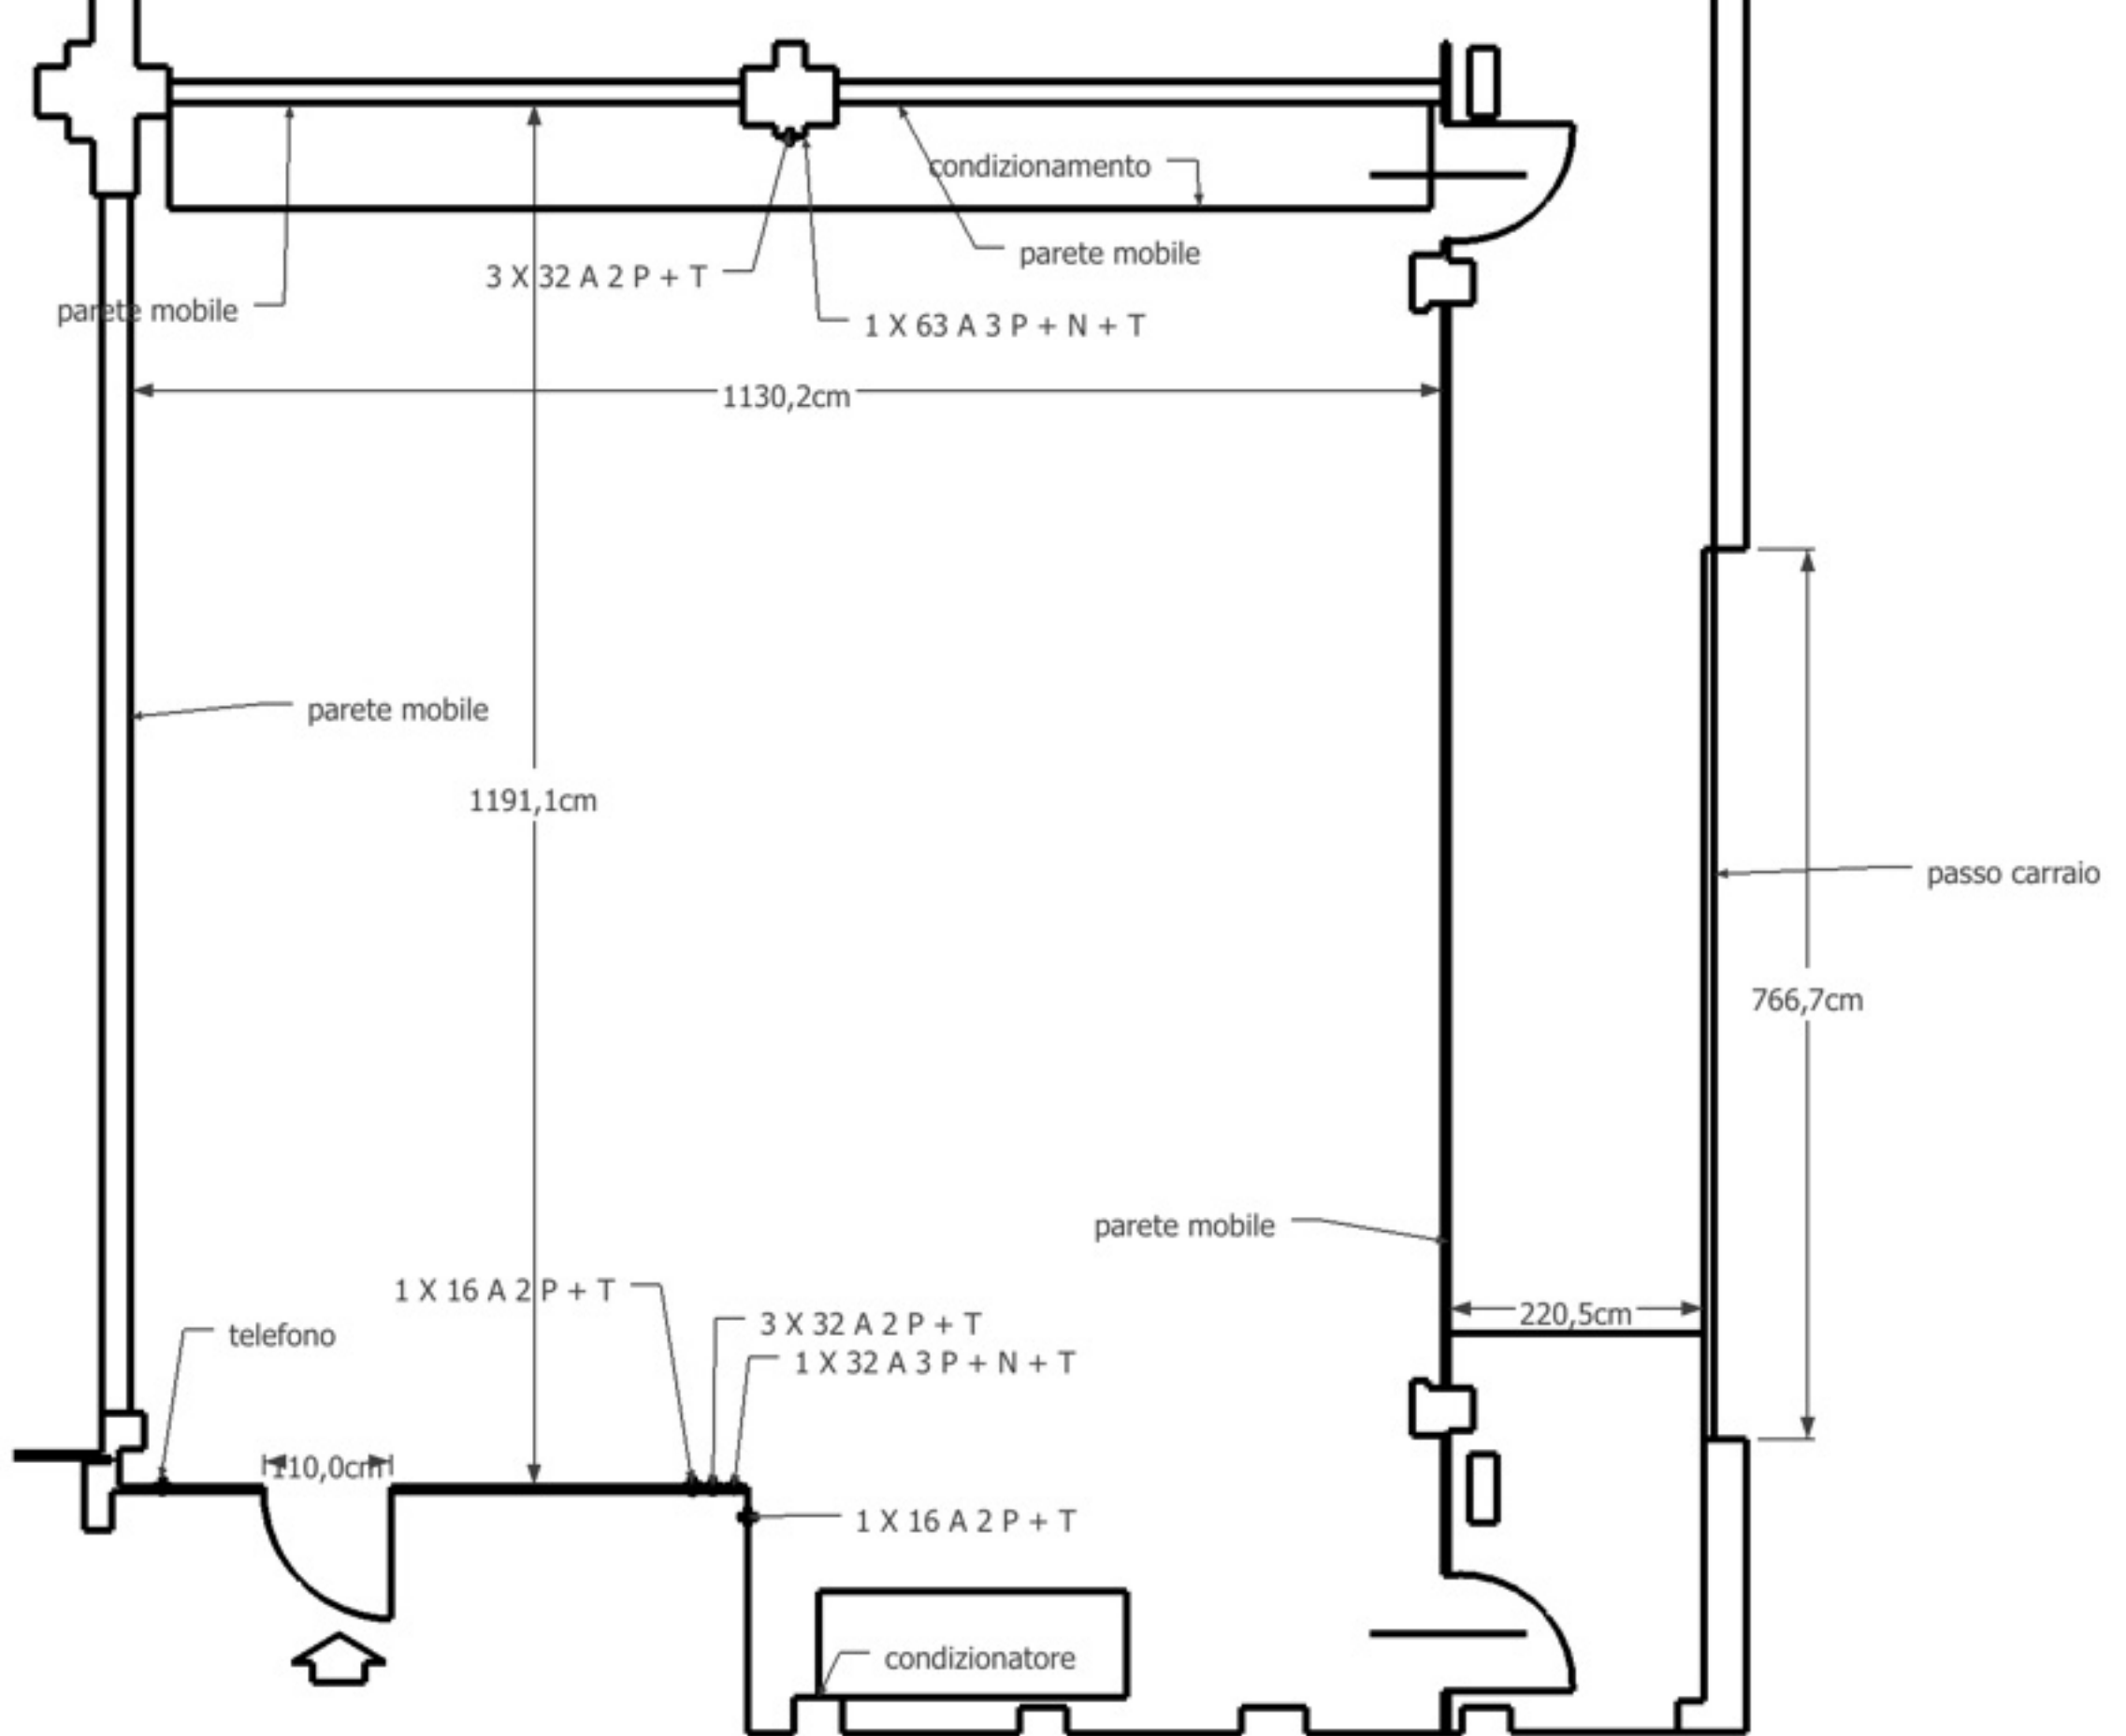 condizionamento
parete mobile
3 X 32 A 2 P + T
parete mobile
1 X 63 A 3 P + N + T
1130,2cm
parete mobile
1191,1cm
passo carraio
766,7cm
parete mobile
1 X 16 A 2 P + T
220,5cm
3 X 32 A 2 P + T
telefono
1 X 32 A 3 P + N + T
110,0cm
1 X 16 A 2 P + T
condizionatore